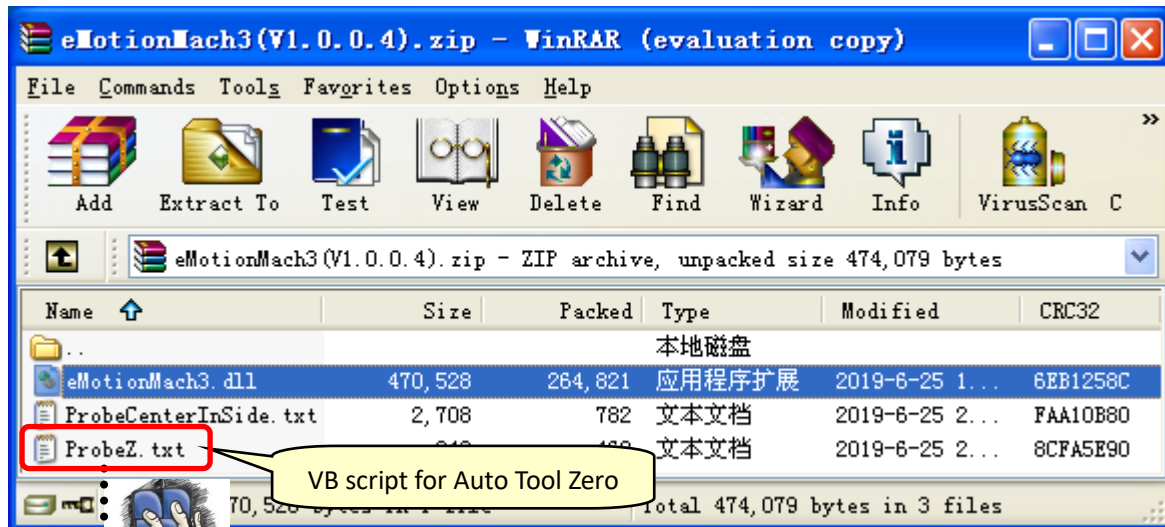 eMotionMach3(V1.0.0.4).zip - WinRAR (evaluation copy)
File Commands Tools Favorites Options Help
»
Add Extract To Test View Delete Find Wizard Info VirusScan C
eMotionMach3(V1.0.0.4).zip - ZIP archive, unpacked size 474,079 bytes
Name Size Packed Type Modified CRC32
.. 本地磁盘
eMotionMach3.dll 470,528 264,821 应用程序扩展 2019-6-25 1... 6EB1258C
ProbeCenterInSide.txt 2,708 782 文本文档 2019-6-25 2... FAA10B80
ProbeZ.txt 文本文档 2019-6-25 2... 8CFA5E90
VB script for Auto Tool Zero
Total 474,079 bytes in 3 files